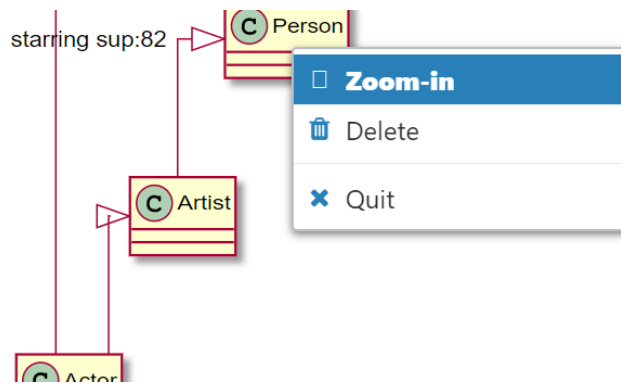 C Person
starring sup:82
Zoom-in
Delete
Quit
C Artist
C Actor